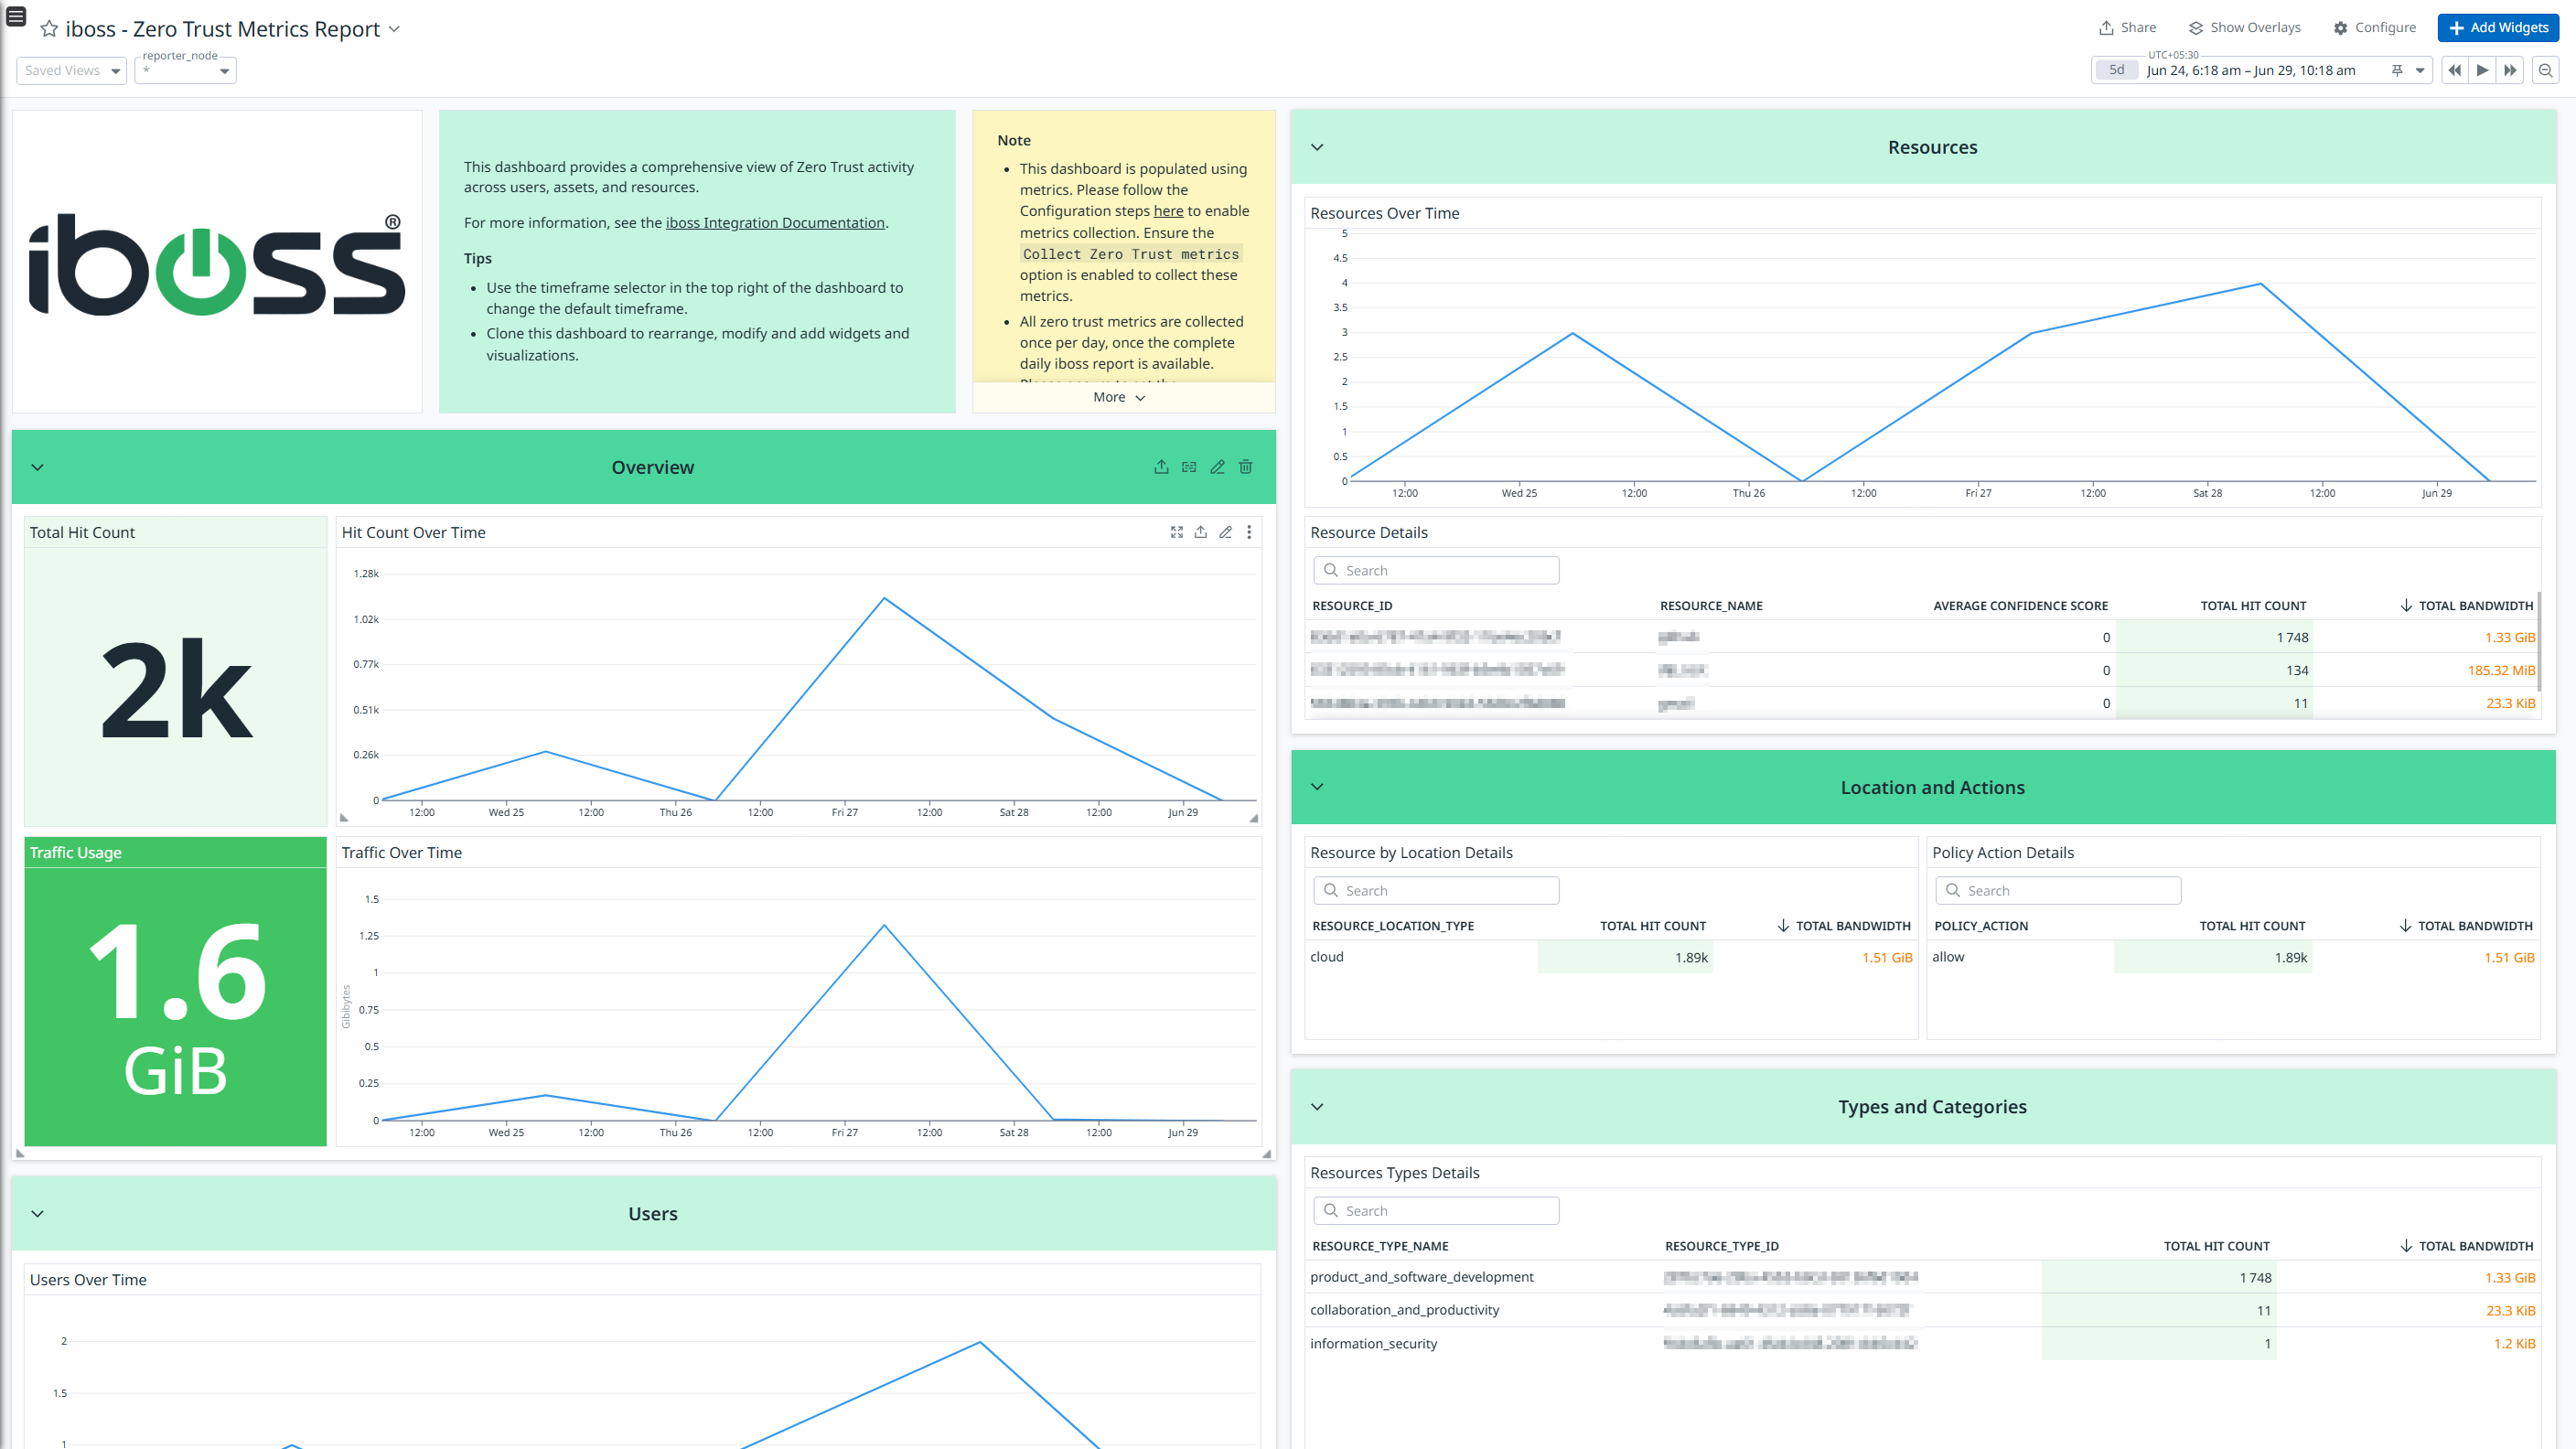 iboss - Zero Trust Metrics Report
Share
Show Overlays
Configure
Add Widgets
Saved Views
reporter_node
*
UTC+05:30
5d
Jun 24, 6:18 am – Jun 29, 10:18 am
iboss®
This dashboard provides a comprehensive view of Zero Trust activity
across users, assets, and resources.
For more information, see the iboss Integration Documentation.
Tips
• Use the timeframe selector in the top right of the dashboard to
change the default timeframe.
• Clone this dashboard to rearrange, modify and add widgets and
visualizations.
Note
• This dashboard is populated using
metrics. Please follow the
Configuration steps here to enable
metrics collection. Ensure the
Collect Zero Trust metrics
option is enabled to collect these
metrics.
• All zero trust metrics are collected
once per day, once the complete
daily iboss report is available.
More
Overview
Total Hit Count
2k
Hit Count Over Time
1.28k
1.02k
0.77k
0.51k
0.26k
0
12:00 Wed 25 12:00 Thu 26 12:00 Fri 27 12:00 Sat 28 12:00 Jun 29
Traffic Usage
1.6
GiB
Traffic Over Time
Gibibytes
1.5
1.25
1
0.75
0.5
0.25
0
12:00 Wed 25 12:00 Thu 26 12:00 Fri 27 12:00 Sat 28 12:00 Jun 29
Users
Users Over Time
2
1.5
1
Resources
Resources Over Time
5
4.5
4
3.5
3
2.5
2
1.5
1
0.5
0
12:00 Wed 25 12:00 Thu 26 12:00 Fri 27 12:00 Sat 28 12:00 Jun 29
Resource Details
Search
RESOURCE_ID RESOURCE_NAME AVERAGE CONFIDENCE SCORE TOTAL HIT COUNT ↓ TOTAL BANDWIDTH
0 1 748 1.33 GiB
0 134 185.32 MiB
0 11 23.3 KiB
Location and Actions
Resource by Location Details
Search
RESOURCE_LOCATION_TYPE TOTAL HIT COUNT ↓ TOTAL BANDWIDTH
cloud 1.89k 1.51 GiB
Policy Action Details
Search
POLICY_ACTION TOTAL HIT COUNT ↓ TOTAL BANDWIDTH
allow 1.89k 1.51 GiB
Types and Categories
Resources Types Details
Search
RESOURCE_TYPE_NAME RESOURCE_TYPE_ID TOTAL HIT COUNT ↓ TOTAL BANDWIDTH
product_and_software_development 1 748 1.33 GiB
collaboration_and_productivity 11 23.3 KiB
information_security 1 1.2 KiB